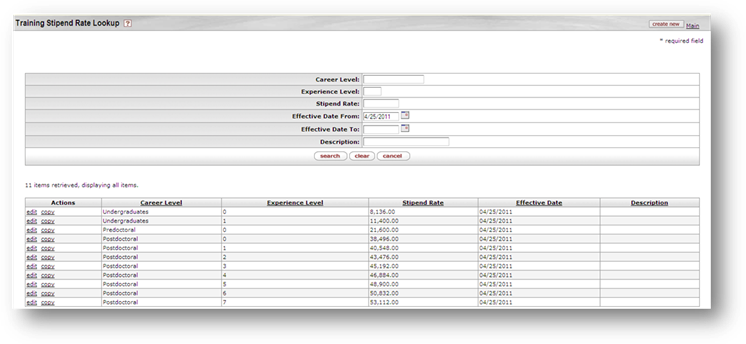 Training Stipend Rate Lookup ?
create new Main
* required field
Career Level:
Experience Level:
Stipend Rate:
Effective Date From: 4/25/2011
Effective Date To:
Description:
search clear cancel
11 items retrieved, displaying all items.
Actions Career Level Experience Level Stipend Rate Effective Date Description
edit copy Undergraduates 0 8,136.00 04/25/2011
edit copy Undergraduates 1 11,400.00 04/25/2011
edit copy Predoctoral 0 21,600.00 04/25/2011
edit copy Postdoctoral 0 38,496.00 04/25/2011
edit copy Postdoctoral 1 40,548.00 04/25/2011
edit copy Postdoctoral 2 43,476.00 04/25/2011
edit copy Postdoctoral 3 45,192.00 04/25/2011
edit copy Postdoctoral 4 46,884.00 04/25/2011
edit copy Postdoctoral 5 48,900.00 04/25/2011
edit copy Postdoctoral 6 50,832.00 04/25/2011
edit copy Postdoctoral 7 53,112.00 04/25/2011